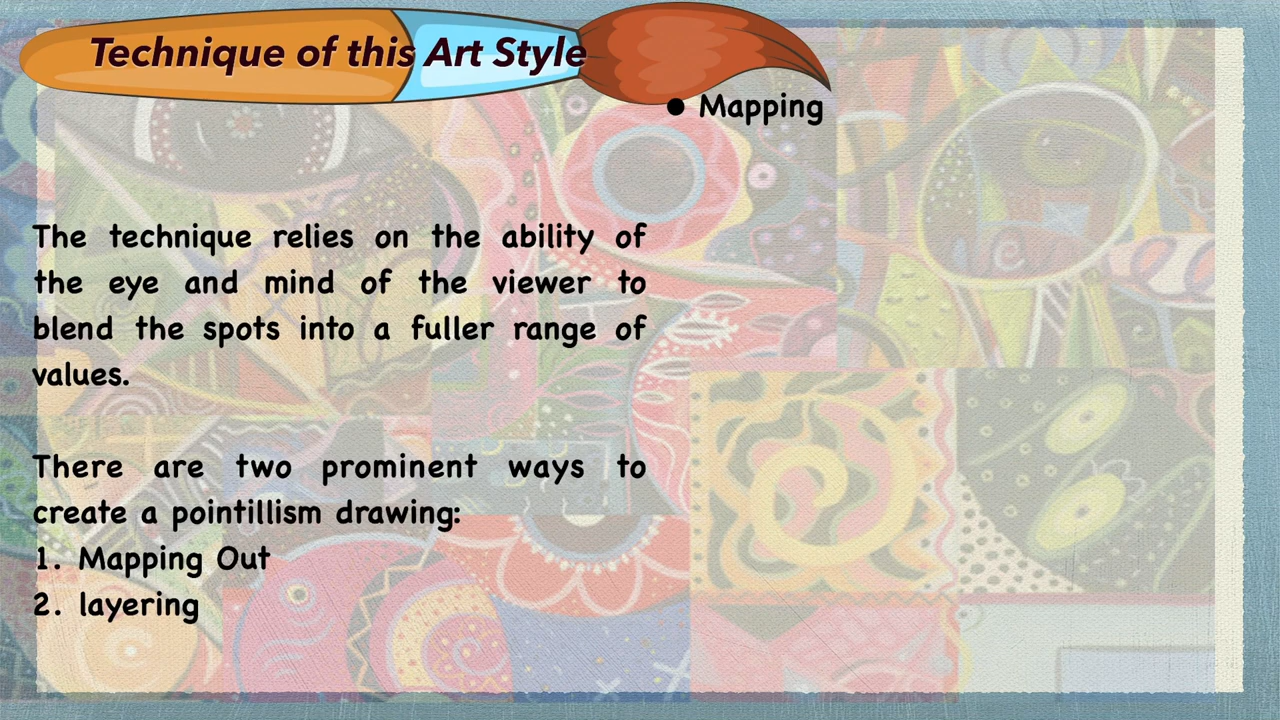 Technique of this Art Style
• Mapping
The technique relies on the ability of
the eye and mind of the viewer to
blend the spots into a fuller range of
values.
There are two prominent ways to
create a pointillism drawing:
1. Mapping Out
2. layering